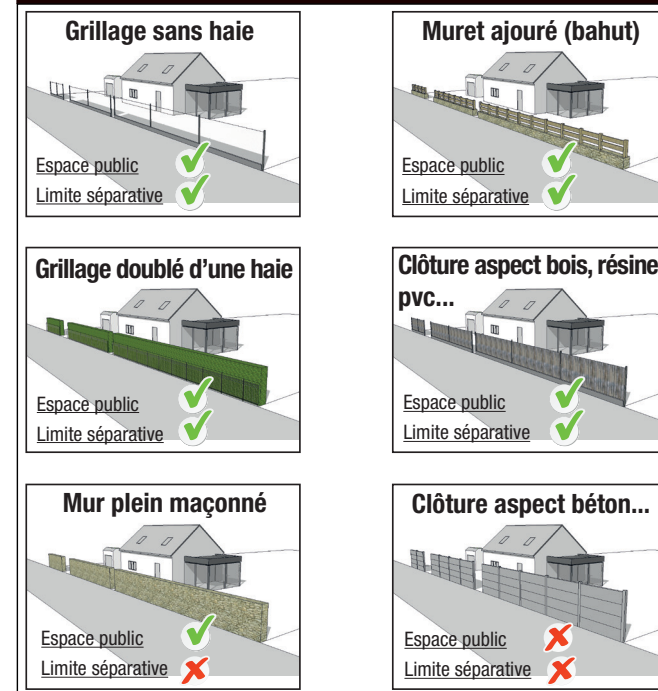 Grillage sans haie
Espace public
Limite séparative
Muret ajouré (bahut)
Espace public
Limite séparative
Grillage doublé d'une haie
Espace public
Limite séparative
Clôture aspect bois, résine
pvc...
Espace public
Limite séparative
Mur plein maçonné
Espace public
Limite séparative
Clôture aspect béton...
Espace public
Limite séparative